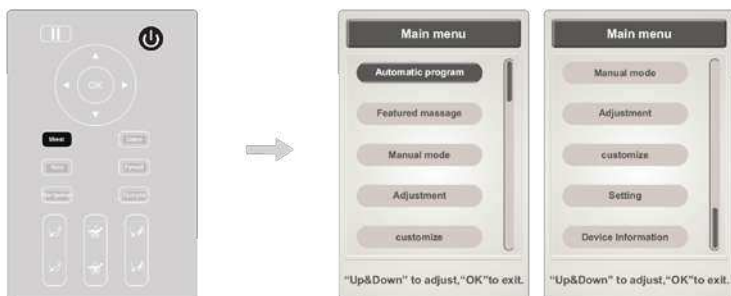 OK
Main menu
Automatic program
Featured massage
Manual mode
Adjustment
customize
"Up&Down" to adjust,"OK"to exit.
Main menu
Manual mode
Adjustment
customize
Setting
Device Information
"Up&Down" to adjust,"OK"to exit.